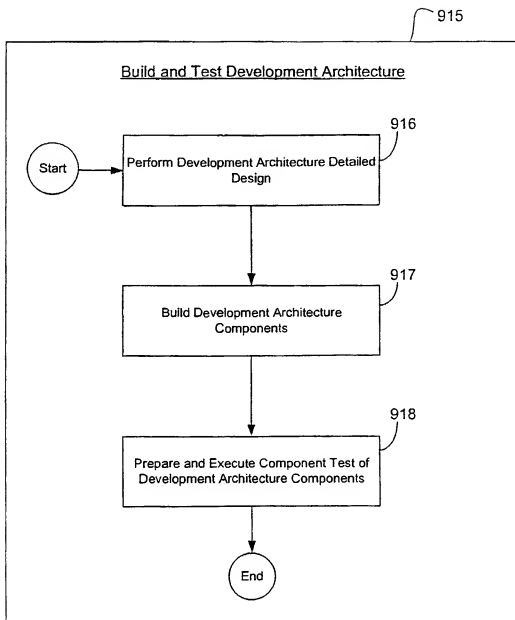 915
Build and Test Development Architecture
916
Start
Perform Development Architecture Detailed
Design
917
Build Development Architecture
Components
918
Prepare and Execute Component Test of
Development Architecture Components
End